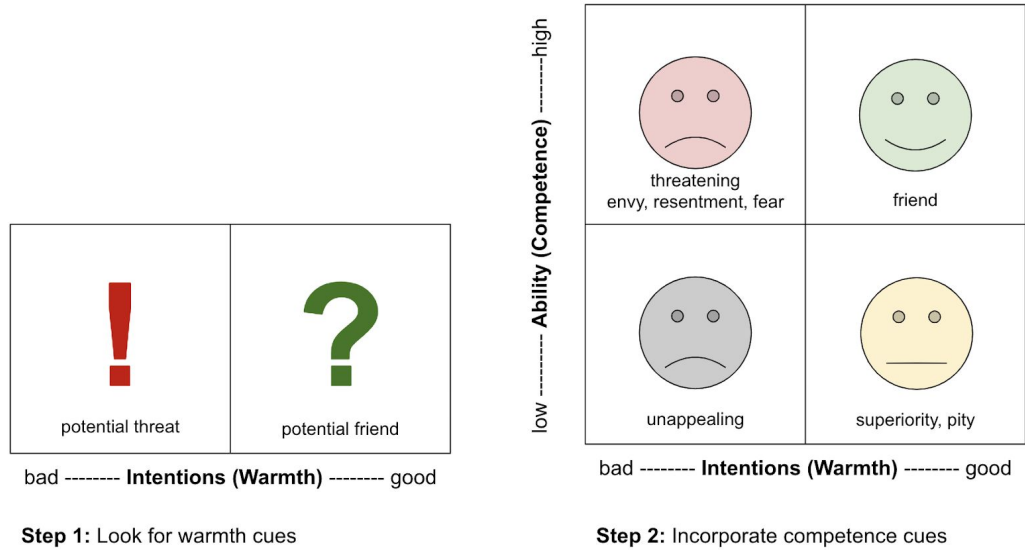 !
potential threat
?
potential friend
bad -------- Intentions (Warmth) -------- good
Step 1: Look for warmth cues
low --------- Ability (Competence) ---------high
threatening
envy, resentment, fear
friend
unappealing
superiority, pity
bad -------- Intentions (Warmth) -------- good
Step 2: Incorporate competence cues